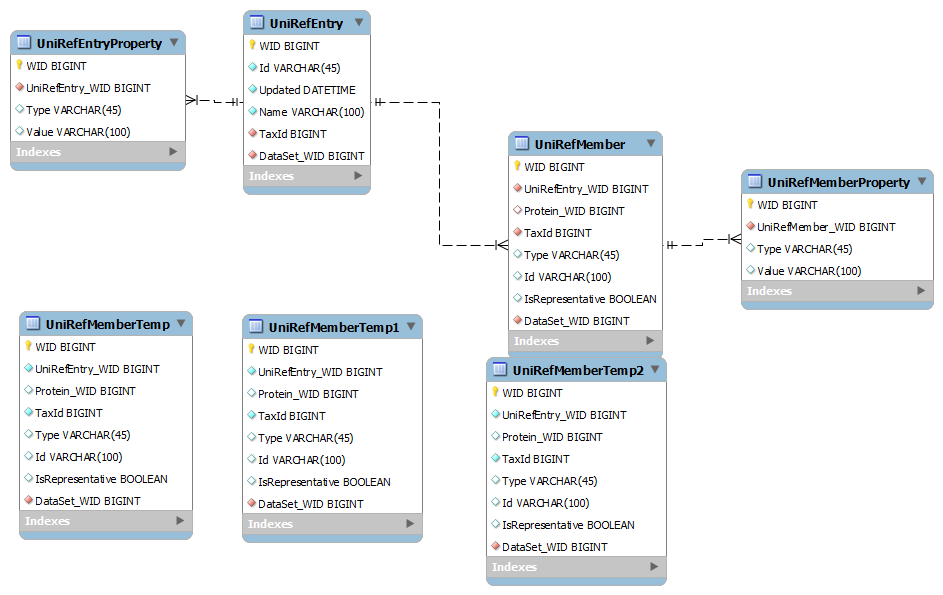 UniRefEntryProperty
WID BIGINT
UniRefEntry_WID BIGINT
Type VARCHAR(45)
Value VARCHAR(100)
Indexes
UniRefEntry
WID BIGINT
Id VARCHAR(45)
Updated DATETIME
Name VARCHAR(100)
TaxId BIGINT
DataSet_WID BIGINT
Indexes
UniRefMember
WID BIGINT
UniRefEntry_WID BIGINT
Protein_WID BIGINT
TaxId BIGINT
Type VARCHAR(45)
Id VARCHAR(100)
IsRepresentative BOOLEAN
DataSet_WID BIGINT
Indexes
UniRefMemberProperty
WID BIGINT
UniRefMember_WID BIGINT
Type VARCHAR(45)
Value VARCHAR(100)
Indexes
UniRefMemberTemp
WID BIGINT
UniRefEntry_WID BIGINT
Protein_WID BIGINT
TaxId BIGINT
Type VARCHAR(45)
Id VARCHAR(100)
IsRepresentative BOOLEAN
DataSet_WID BIGINT
Indexes
UniRefMemberTemp1
WID BIGINT
UniRefEntry_WID BIGINT
Protein_WID BIGINT
TaxId BIGINT
Type VARCHAR(45)
Id VARCHAR(100)
IsRepresentative BOOLEAN
DataSet_WID BIGINT
Indexes
UniRefMemberTemp2
WID BIGINT
UniRefEntry_WID BIGINT
Protein_WID BIGINT
TaxId BIGINT
Type VARCHAR(45)
Id VARCHAR(100)
IsRepresentative BOOLEAN
DataSet_WID BIGINT
Indexes